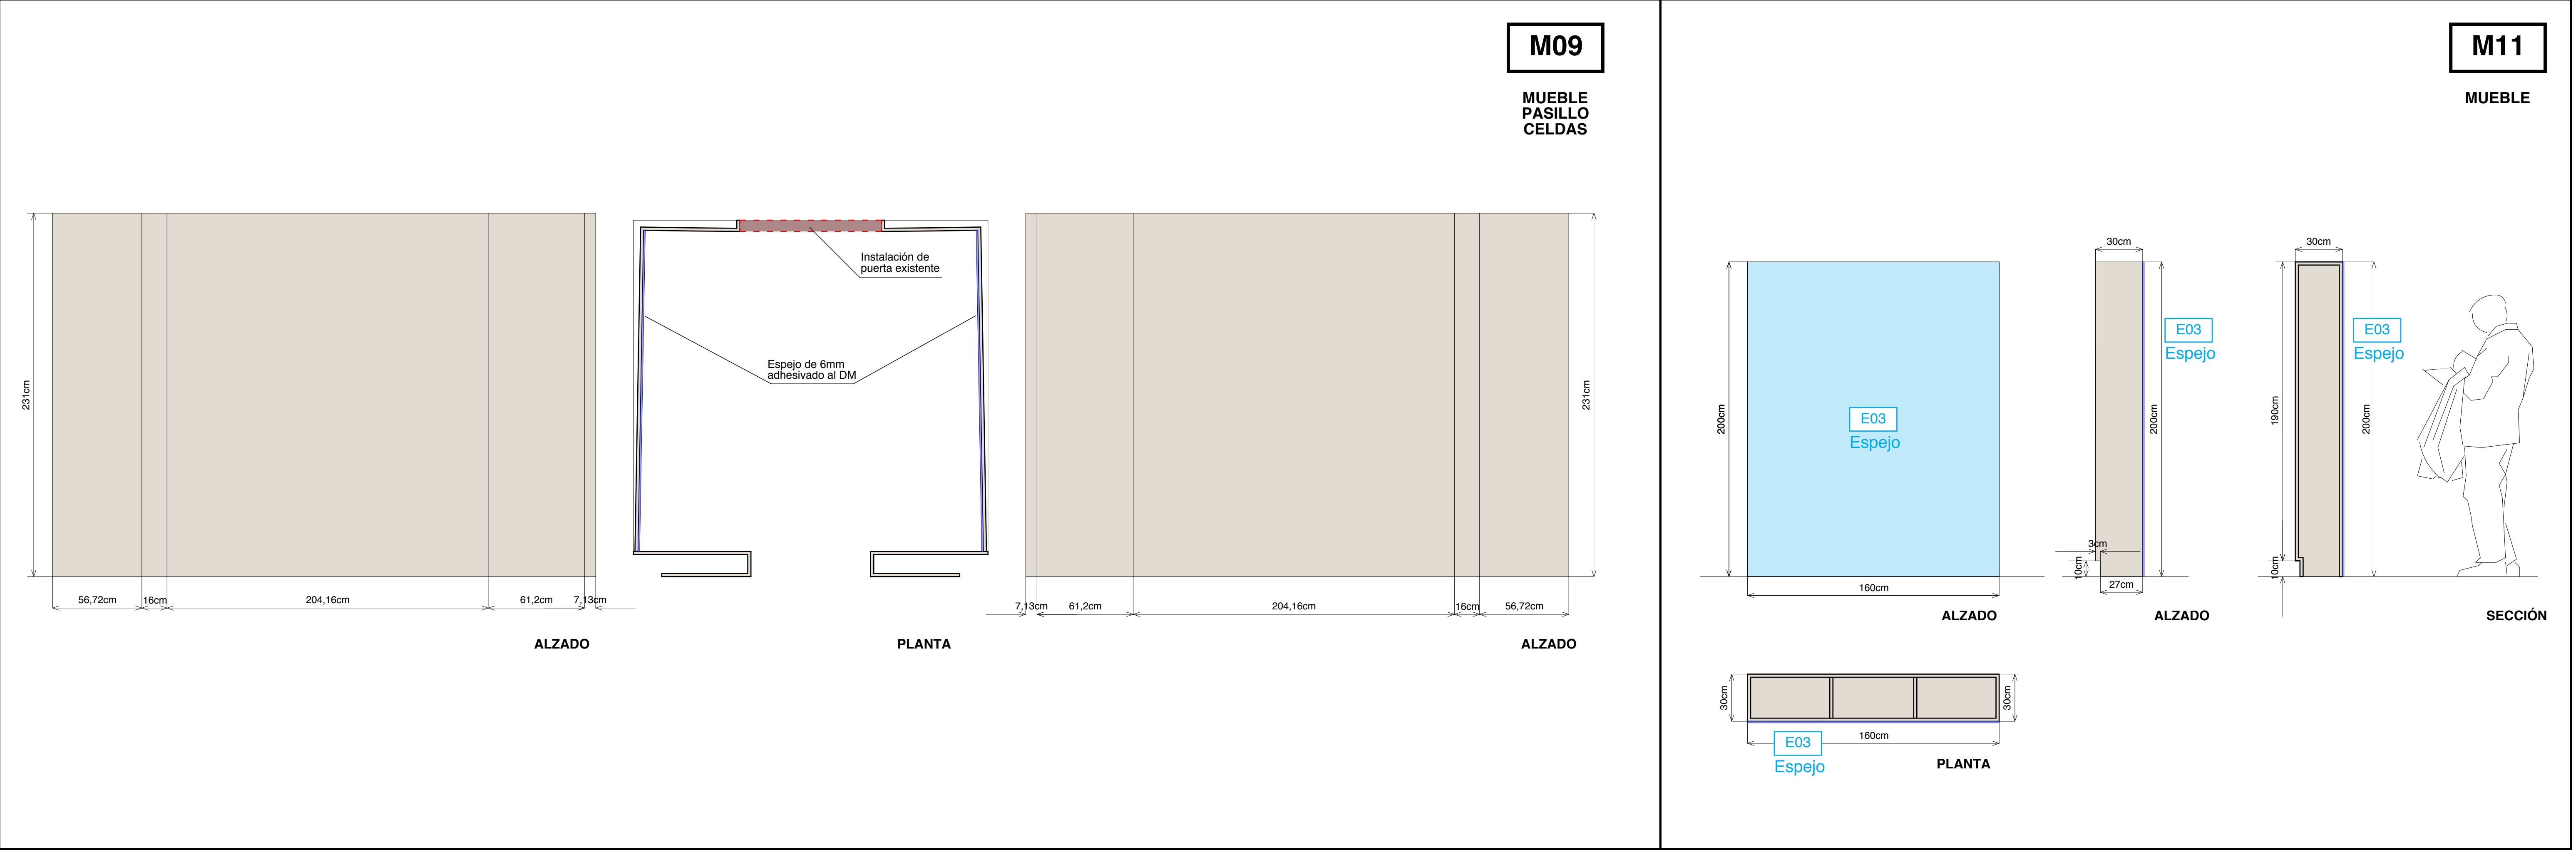 M09
MUEBLE
PASILLO
CELDAS
231cm
56,72cm
16cm
204,16cm
61,2cm
7,13cm
ALZADO
Instalación de
puerta existente
Espejo de 6mm
adhesivado al DM
PLANTA
7,13cm
61,2cm
204,16cm
16cm
56,72cm
231cm
ALZADO
M11
MUEBLE
200cm
E03
Espejo
160cm
ALZADO
30cm
E03
Espejo
200cm
3cm
10cm
27cm
ALZADO
30cm
E03
Espejo
190cm
200cm
10cm
SECCIÓN
30cm
30cm
160cm
E03
Espejo
PLANTA